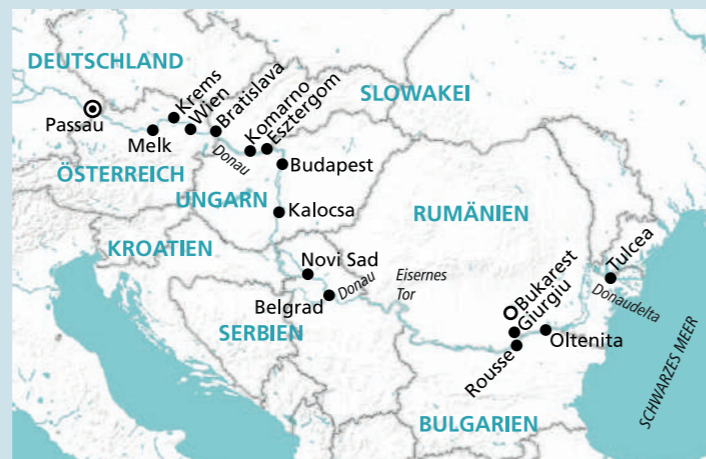 DEUTSCHLAND
Passau
Krems
Wien
Bratislava
Melk
Donau
Komarno
Esztergom
SLOWAKEI
ÖSTERREICH
Budapest
UNGARN
Kalocsa
RUMÄNIEN
KROATIEN
Novi Sad
Donau
Eisernes
Tor
Tulcea
Donaudelta
Belgrad
SERBIEN
Bukarest
Giurgiu
Oltenita
Rousse
SCHWARZES MEER
BULGARIEN